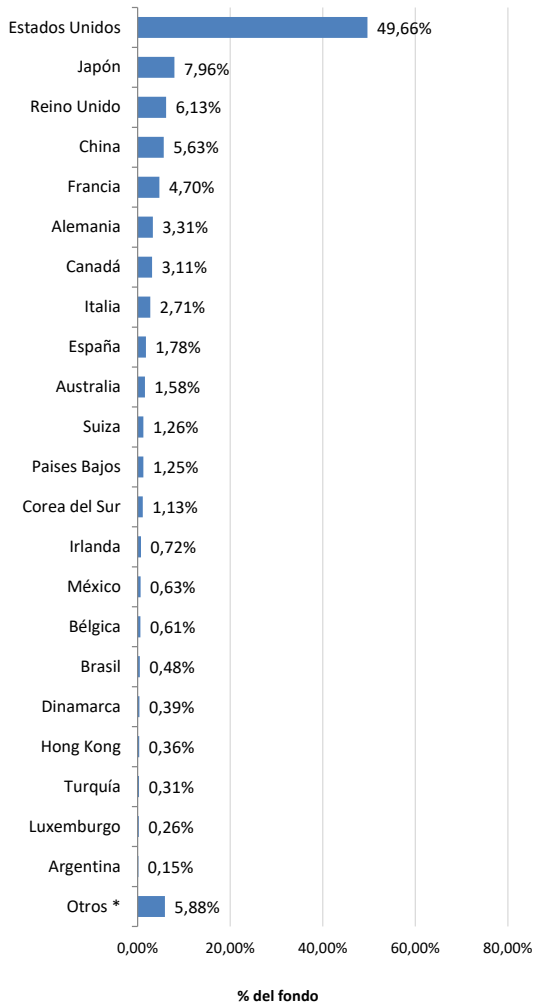 Estados Unidos 49,66%
Japón 7,96%
Reino Unido 6,13%
China 5,63%
Francia 4,70%
Alemania 3,31%
Canadá 3,11%
Italia 2,71%
España 1,78%
Australia 1,58%
Suiza 1,26%
Paises Bajos 1,25%
Corea del Sur 1,13%
Irlanda 0,72%
México 0,63%
Bélgica 0,61%
Brasil 0,48%
Dinamarca 0,39%
Hong Kong 0,36%
Turquía 0,31%
Luxemburgo 0,26%
Argentina 0,15%
Otros * 5,88%
0,00% 20,00% 40,00% 60,00% 80,00%
% del fondo